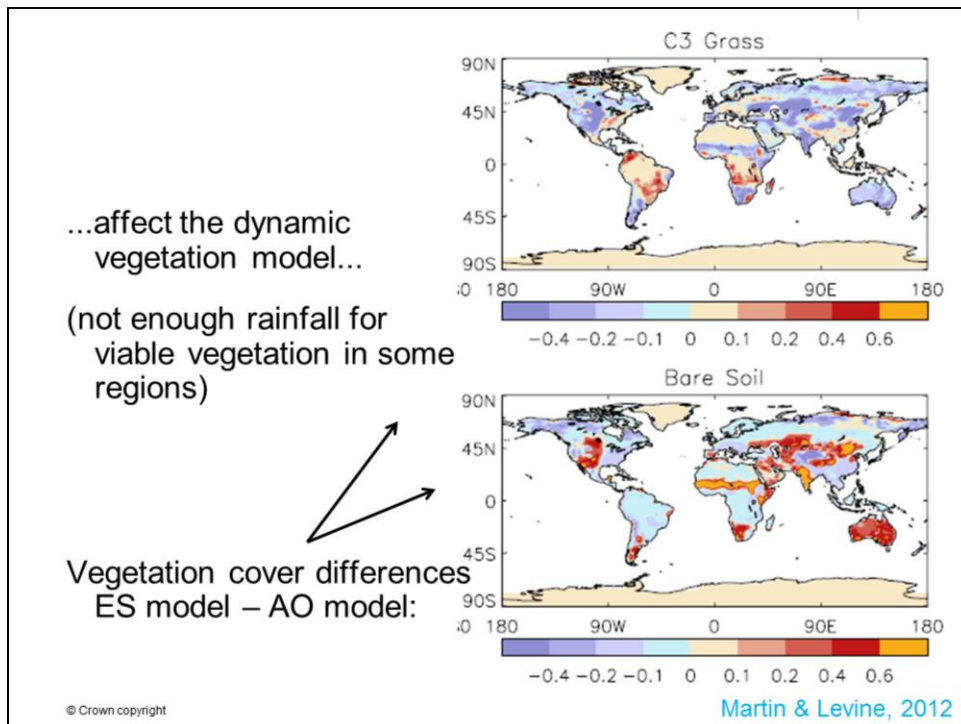 ...affect the dynamic
vegetation model...
(not enough rainfall for
viable vegetation in some
regions)
Vegetation cover differences
ES model – AO model:
C3 Grass
90N
45N
0
45S
90S
:0 180 90W 0 90E 180
−0.4 −0.2 −0.1 0 0.1 0.2 0.4 0.6
Bare Soil
90N
45N
0
45S
90S
:0 180 90W 0 90E 180
−0.4 −0.2 −0.1 0 0.1 0.2 0.4 0.6
© Crown copyright
Martin & Levine, 2012